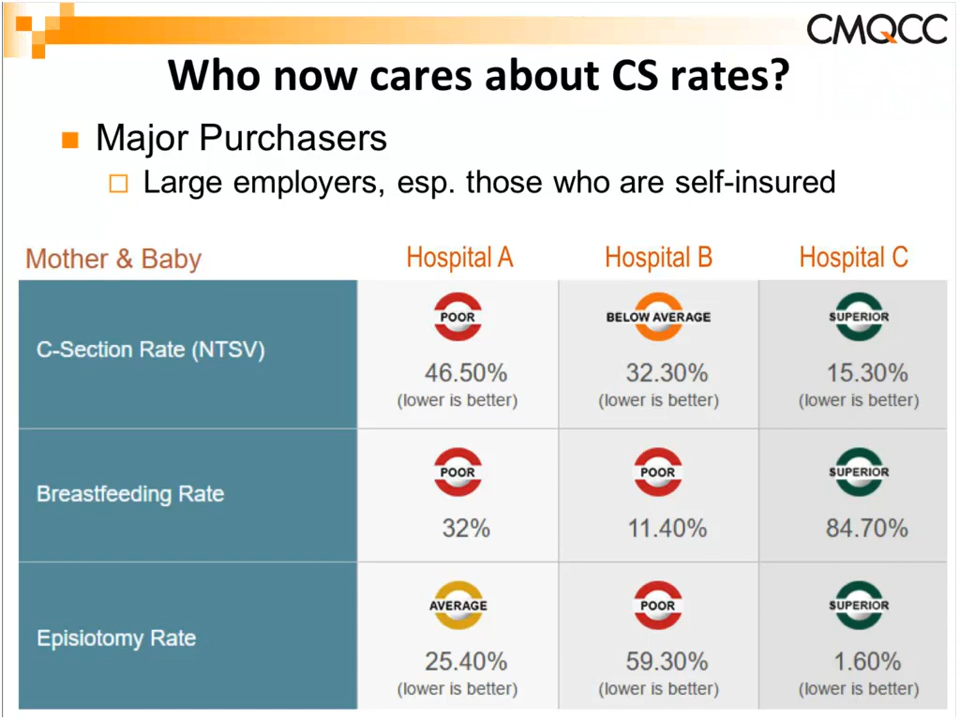 CMQCC
Who now cares about CS rates?
Major Purchasers
Large employers, esp. those who are self-insured
Mother & Baby Hospital A Hospital B Hospital C
POOR BELOW AVERAGE SUPERIOR
C-Section Rate (NTSV)
46.50% 32.30% 15.30%
(lower is better) (lower is better) (lower is better)
POOR POOR SUPERIOR
Breastfeeding Rate
32% 11.40% 84.70%
AVERAGE POOR SUPERIOR
Episiotomy Rate
25.40% 59.30% 1.60%
(lower is better) (lower is better) (lower is better)